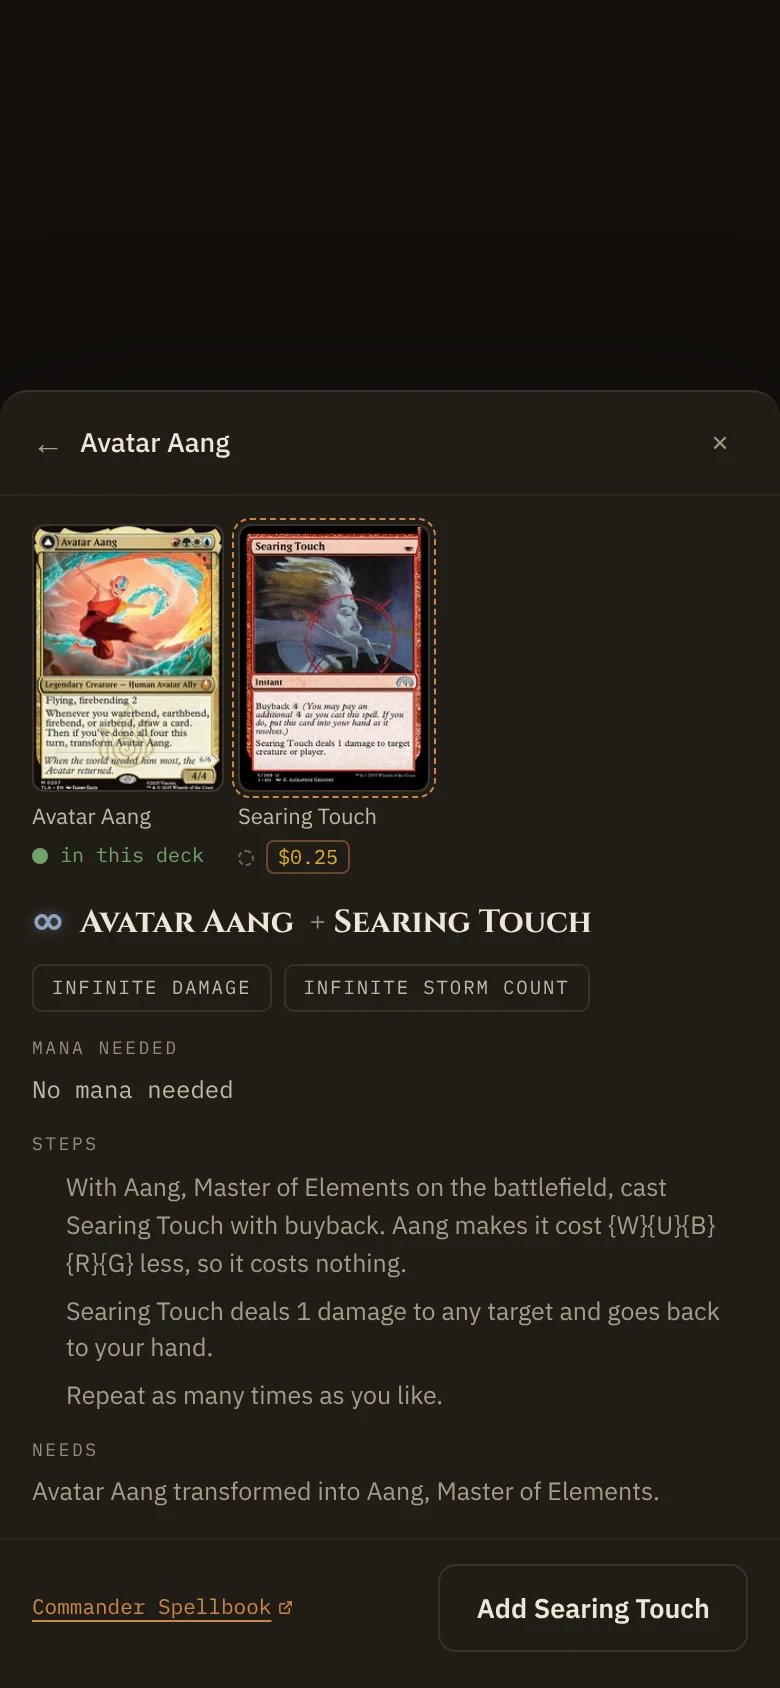 ← Avatar Aang ×
Avatar Aang
Legendary Creature — Human Avatar Ally
Flying, firebending 2
Whenever you waterbend, earthbend,
firebend, or airbend, draw a card.
Then if you've done all four this
turn, transform Avatar Aang.
When the world needed him most, the
Avatar returned.
6/6
4/4
Searing Touch
Instant
Buyback 4 (You may pay an
additional 4 as you cast this spell. If you
do, put this card into your hand as it
resolves.)
Searing Touch deals 1 damage to target
creature or player.
Avatar Aang
in this deck
Searing Touch
$0.25
∞ Avatar Aang + Searing Touch
INFINITE DAMAGE
INFINITE STORM COUNT
MANA NEEDED
No mana needed
STEPS
With Aang, Master of Elements on the battlefield, cast
Searing Touch with buyback. Aang makes it cost {W}{U}{B}
{R}{G} less, so it costs nothing.
Searing Touch deals 1 damage to any target and goes back
to your hand.
Repeat as many times as you like.
NEEDS
Avatar Aang transformed into Aang, Master of Elements.
Commander Spellbook
Add Searing Touch